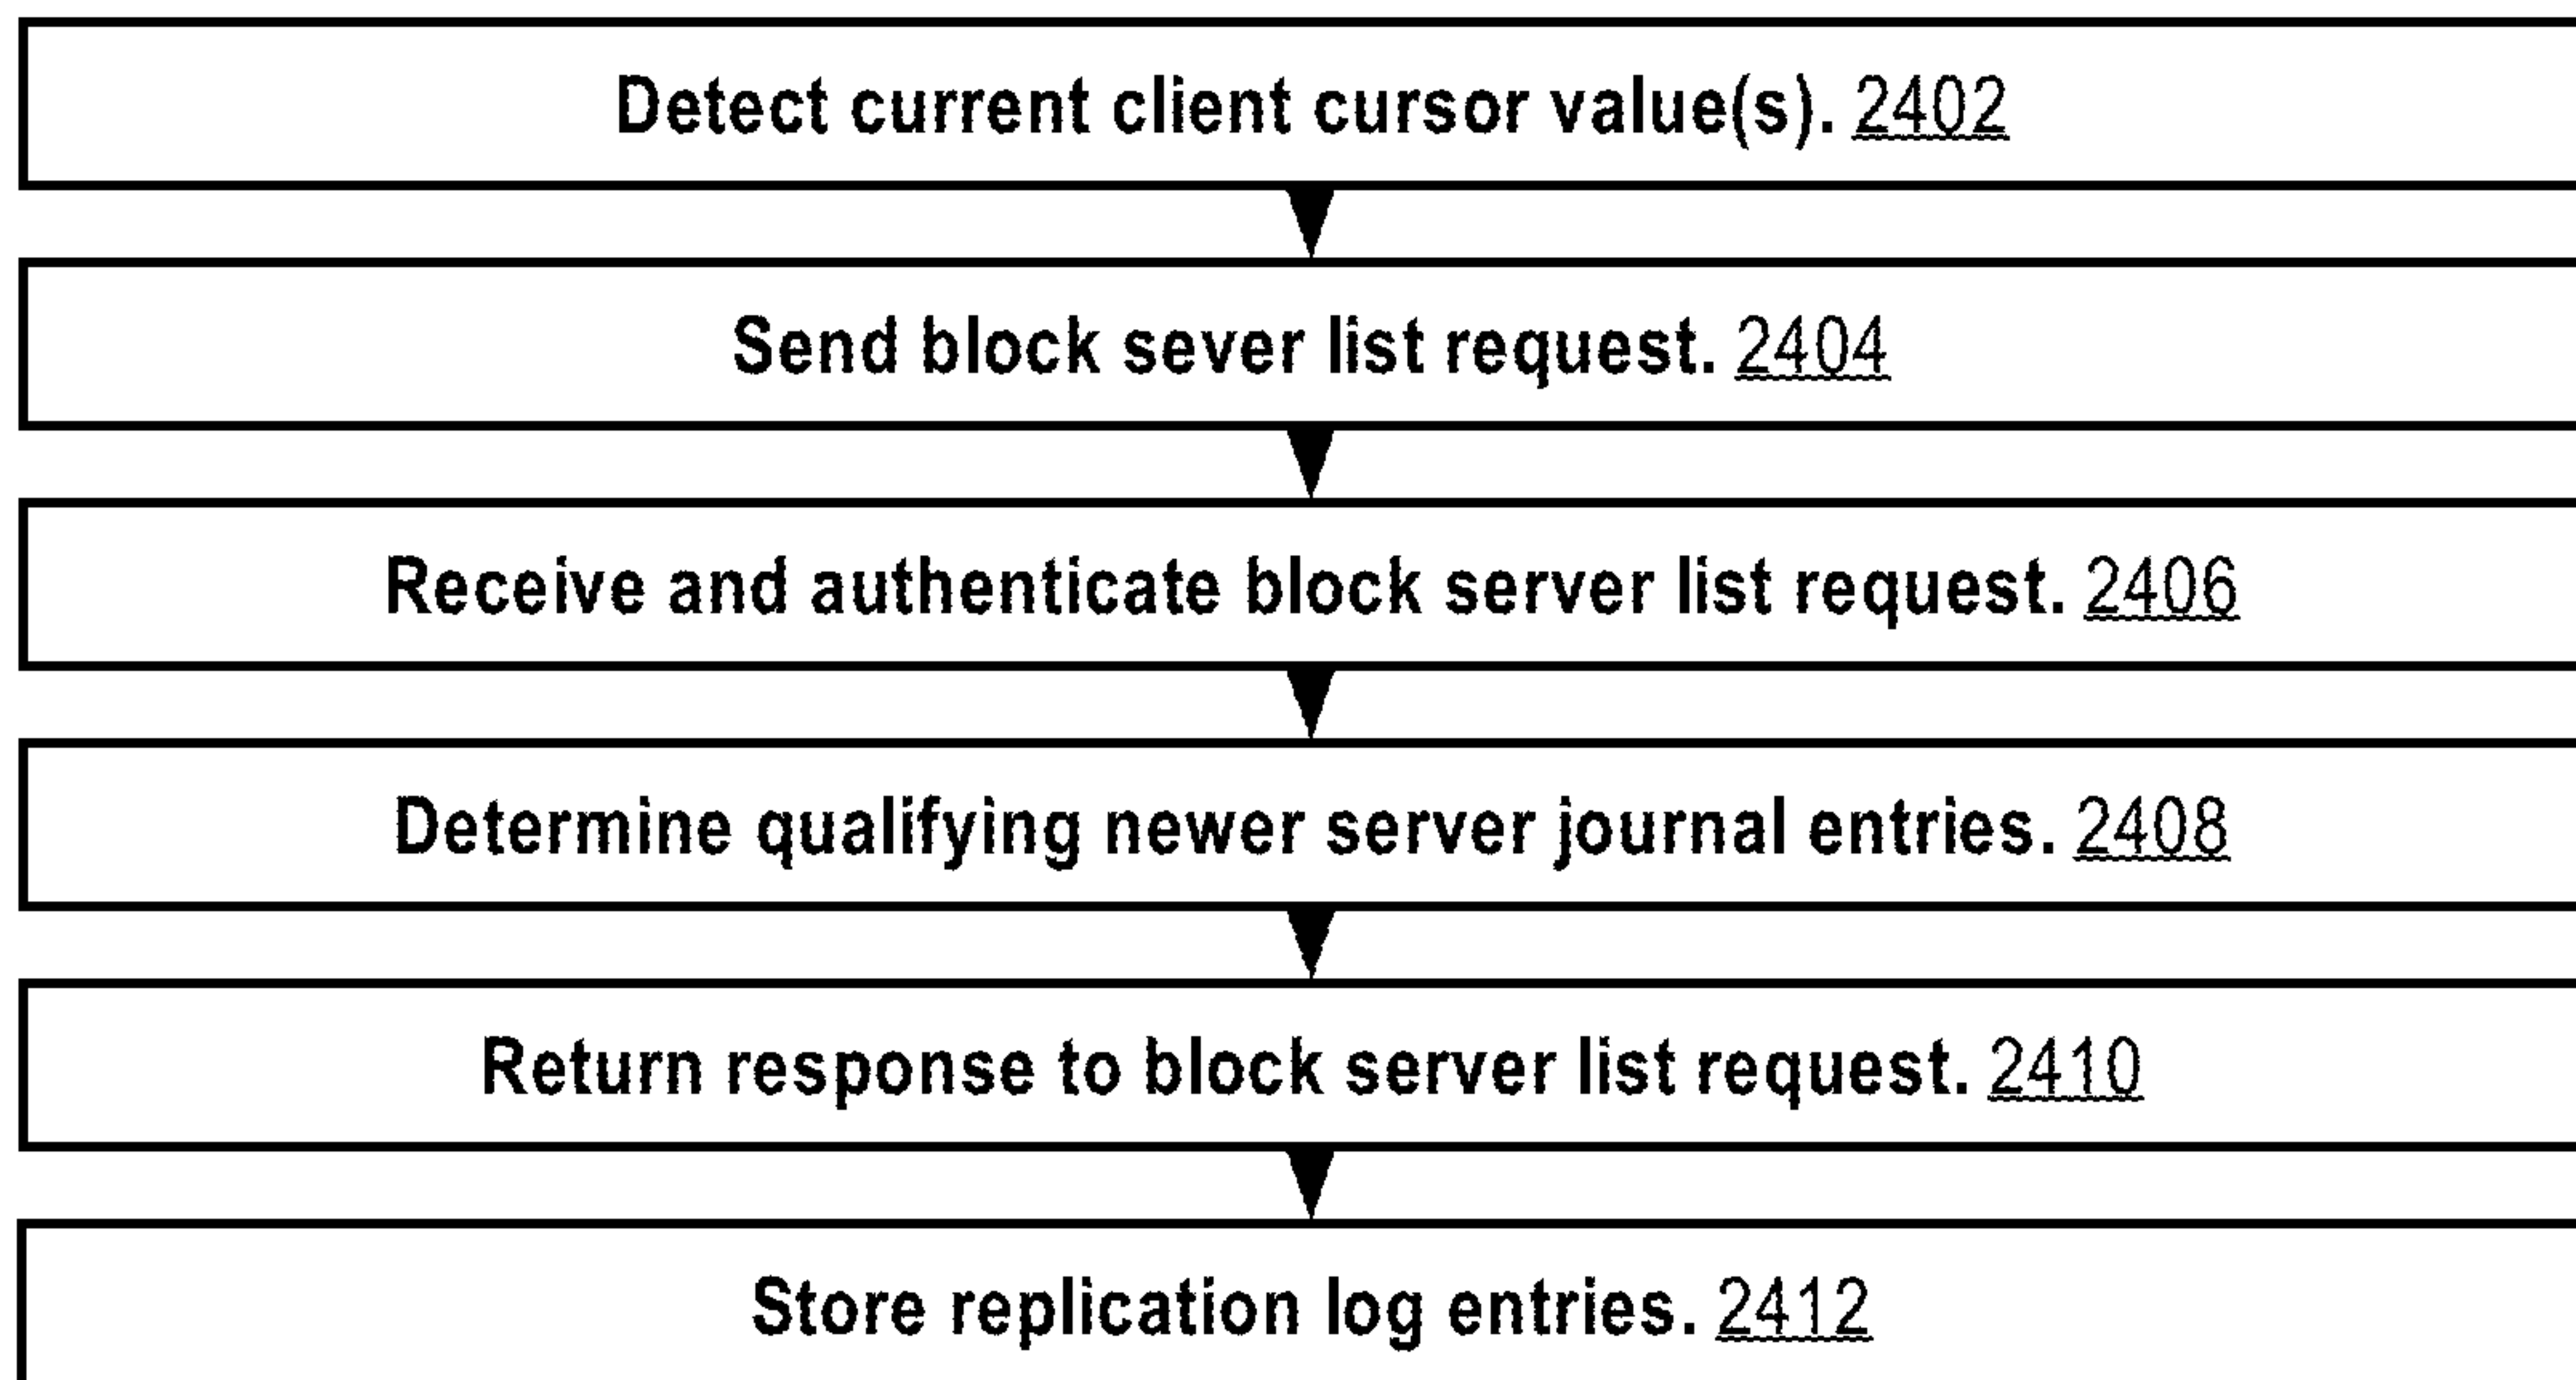 Detect current client cursor value(s). 2402
Send block sever list request. 2404
Receive and authenticate block server list request. 2406
Determine qualifying newer server journal entries. 2408
Return response to block server list request. 2410
Store replication log entries. 2412